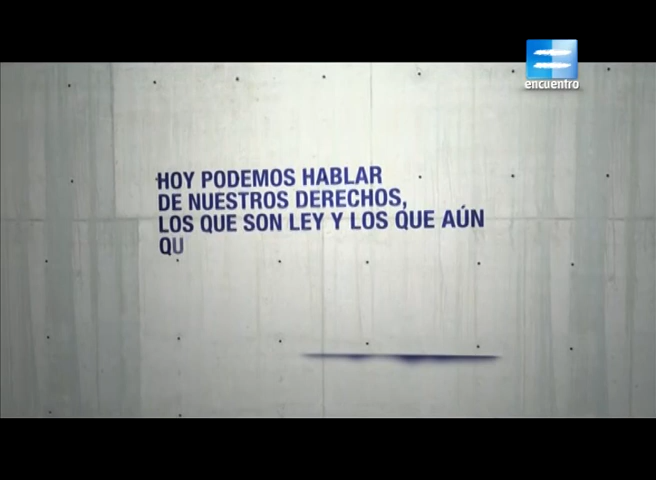 encuentro
HOY PODEMOS HABLAR
DE NUESTROS DERECHOS,
LOS QUE SON LEY Y LOS QUE AÚN
QU